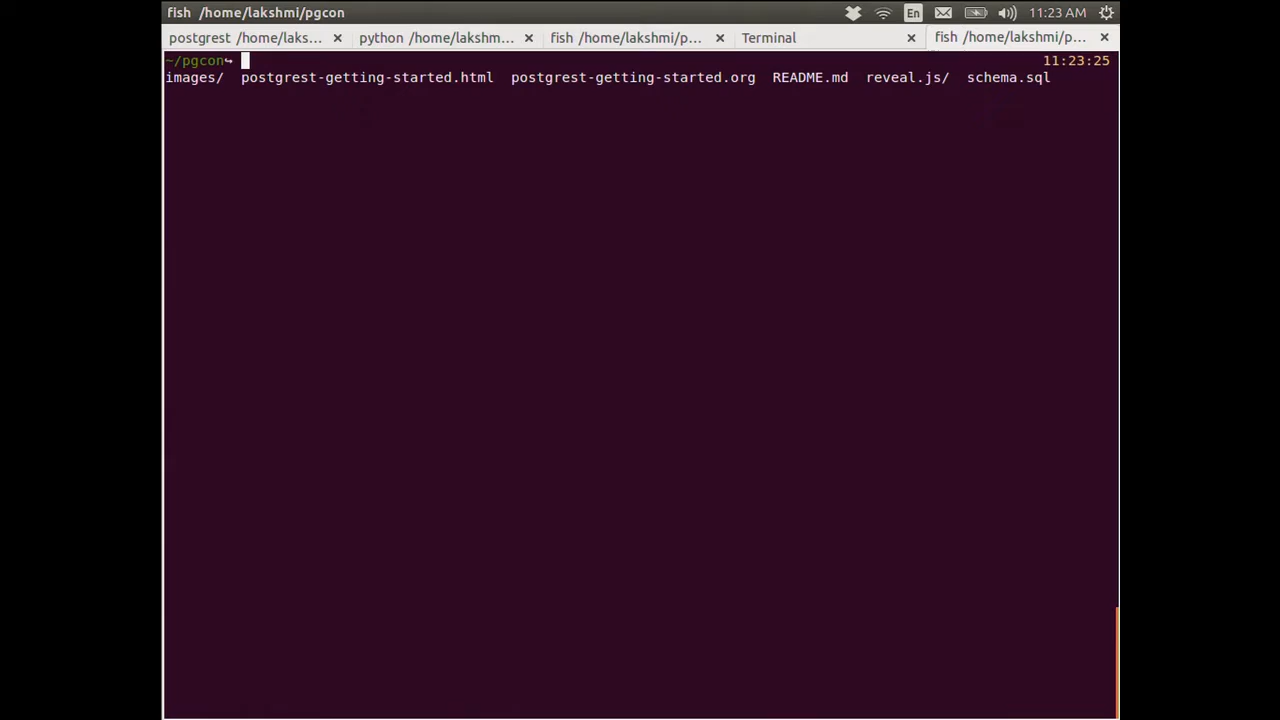 fish /home/lakshmi/pgcon En 11:23 AM
postgrest /home/laks... python /home/lakshm... fish /home/lakshmi/p... Terminal fish /home/lakshmi/p...
~/pgcon↪ 11:23:25
images/ postgrest-getting-started.html postgrest-getting-started.org README.md reveal.js/ schema.sql